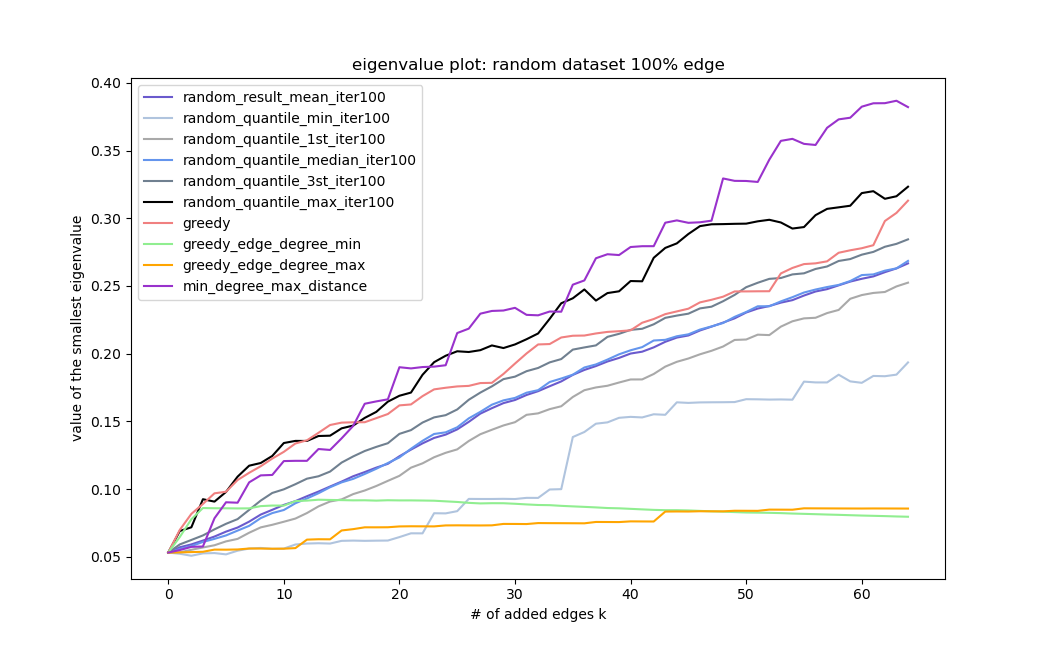 eigenvalue plot: random dataset 100% edge
0.40
0.35
0.30
0.25
0.20
0.15
0.10
0.05
value of the smallest eigenvalue
random_result_mean_iter100
random_quantile_min_iter100
random_quantile_1st_iter100
random_quantile_median_iter100
random_quantile_3st_iter100
random_quantile_max_iter100
greedy
greedy_edge_degree_min
greedy_edge_degree_max
min_degree_max_distance
0 10 20 30 40 50 60
# of added edges k